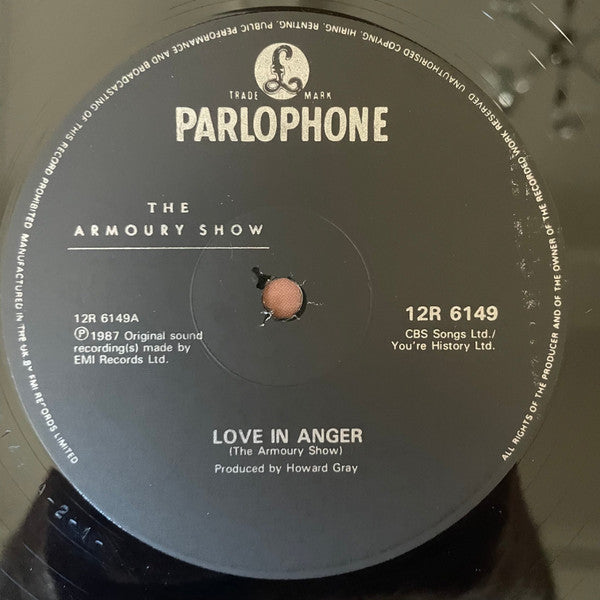 £
TRADE MARK
PARLOPHONE
THE
ARMOURY SHOW
12R 6149A
Ⓟ1987 Original sound
recording(s) made by
EMI Records Ltd.
12R 6149
CBS Songs Ltd./
You're History Ltd.
LOVE IN ANGER
(The Armoury Show)
Produced by Howard Gray
MANUFACTURED IN THE U.K. BY EMI RECORDS LIMITED
ALL RIGHTS OF THE PRODUCER AND OF THE OWNER OF THE RECORDED WORK RESERVED UNAUTHORISED COPYING, HIRING, RENTING, PUBLIC PERFORMANCE AND BROADCASTING OF THIS RECORD PROHIBITED
-2-1-